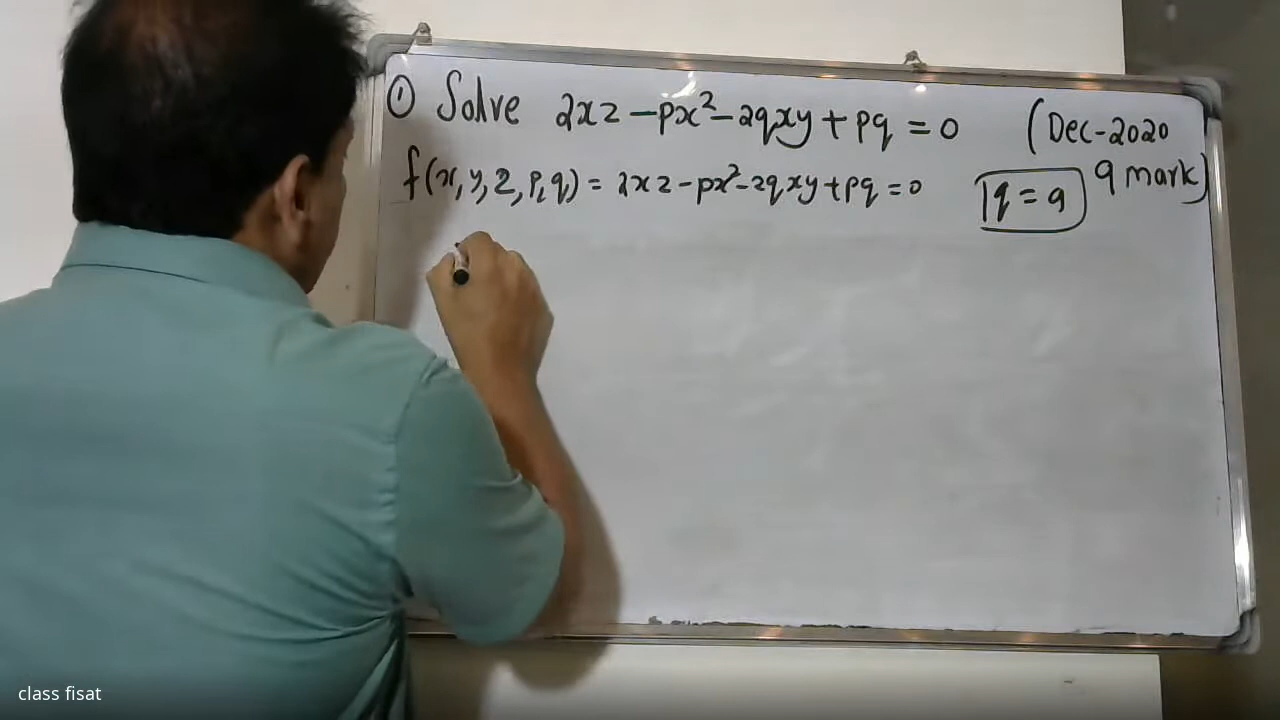 ① Solve 2xz − px² − 2qxy + pq = 0 (Dec-2020
f(x, y, z, p, q) = 2xz − px² − 2qxy + pq = 0 q = a 9 mark)
class fisat